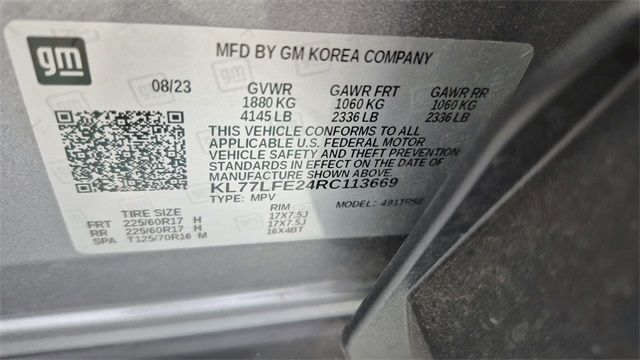 gm
MFD BY GM KOREA COMPANY
08/23 GVWR GAWR FRT GAWR RR
1880 KG 1060 KG 1060 KG
4145 LB 2336 LB 2336 LB
THIS VEHICLE CONFORMS TO ALL
APPLICABLE U.S. FEDERAL MOTOR
VEHICLE SAFETY AND THEFT PREVENTION
STANDARDS IN EFFECT ON THE DATE OF
MANUFACTURE SHOWN ABOVE.
KL77LFE24RC113669
TYPE: MPV MODEL:
TIRE SIZE RIM
FRT 225/60R17 H 17X7.5J
RR 225/60R17 H 17X7.5J
SPA T125/70R16 M 16X4BT